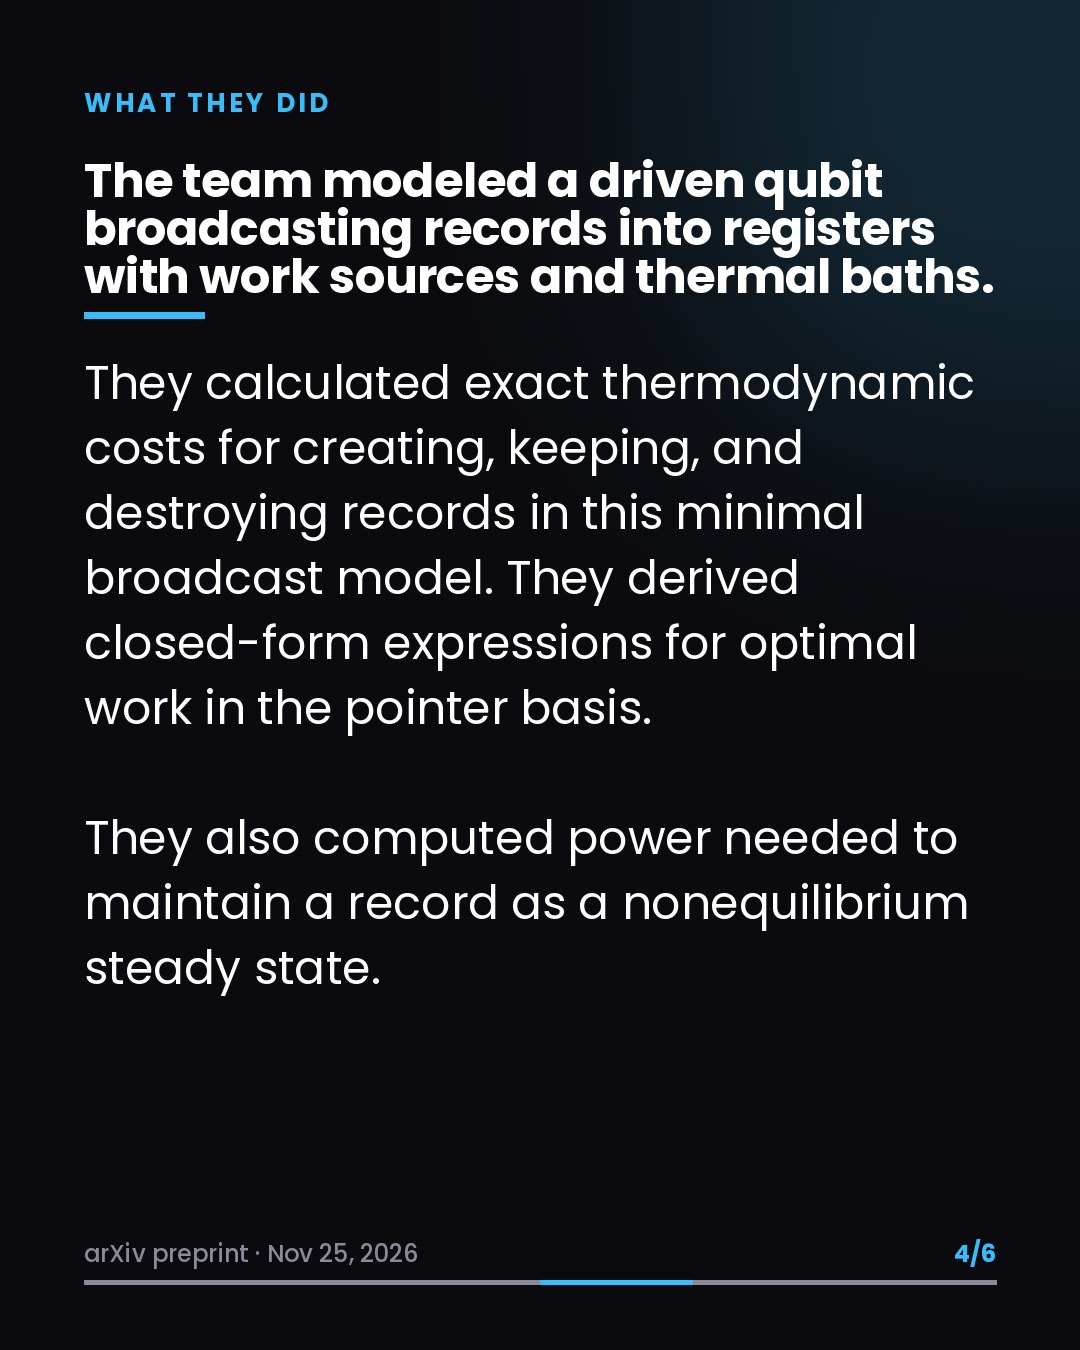 WHAT THEY DID
The team modeled a driven qubit
broadcasting records into registers
with work sources and thermal baths.
They calculated exact thermodynamic
costs for creating, keeping, and
destroying records in this minimal
broadcast model. They derived
closed-form expressions for optimal
work in the pointer basis.
They also computed power needed to
maintain a record as a nonequilibrium
steady state.
arXiv preprint · Nov 25, 2026
4/6